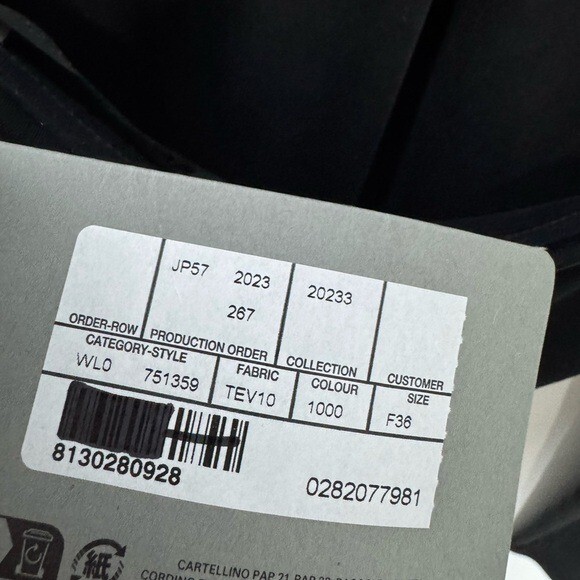 JP57 2023 20233
267
ORDER-ROW PRODUCTION ORDER COLLECTION CUSTOMER
CATEGORY-STYLE FABRIC COLOUR SIZE
WL0 751359 TEV10 1000 F36
8130280928 0282077981
紙
CARTELLINO PAP 21